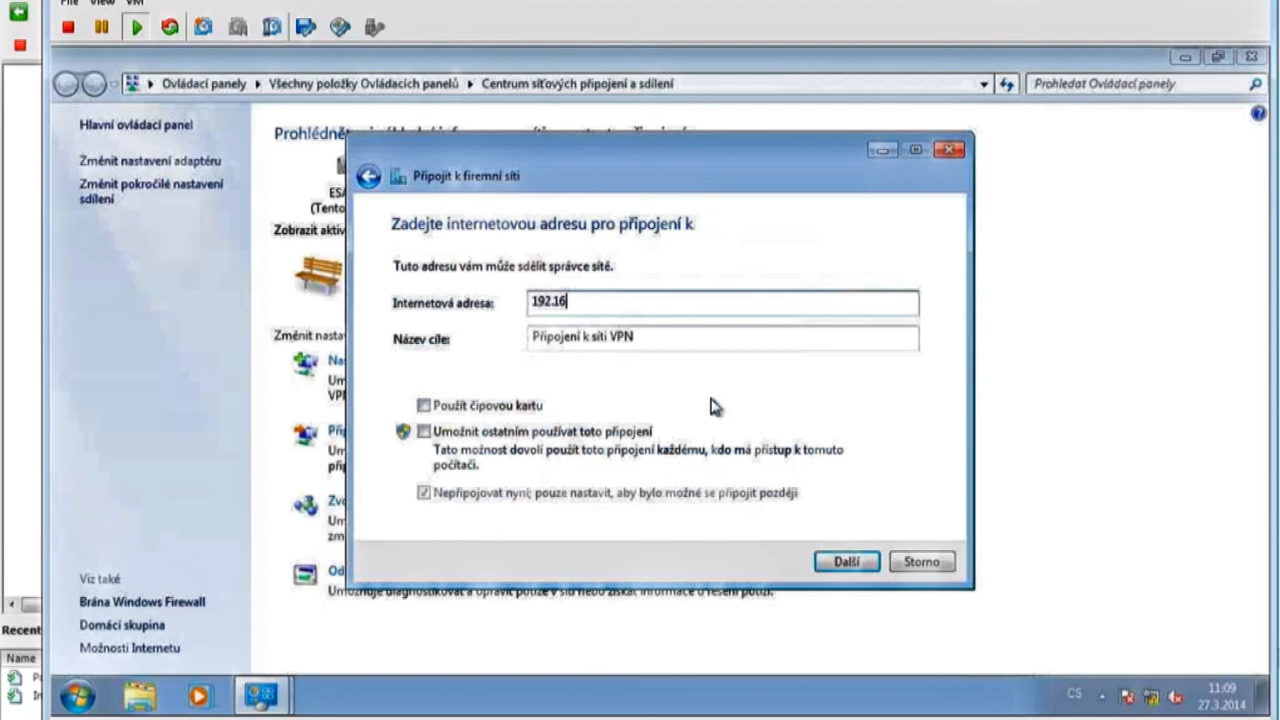 File View VM
Ovládací panely ▸ Všechny položky Ovládacích panelů ▸ Centrum síťových připojení a sdílení
Prohledat Ovládací panely
Hlavní ovládací panel
Změnit nastavení adaptéru
Změnit pokročilé nastavení
sdílení
Viz také
Brána Windows Firewall
Domácí skupina
Možnosti Internetu
(Tento
Zobrazit aktiv
Připojit k firemní síti
Zadejte internetovou adresu pro připojení k
Tuto adresu vám může sdělit správce sítě.
Internetová adresa: 192.16
Název cíle: Připojení k síti VPN
Použít čipovou kartu
Umožnit ostatním používat toto připojení
Tato možnost dovolí použít toto připojení každému, kdo má přístup k tomuto
počítači.
Nepřipojovat nyní; pouze nastavit, aby bylo možné se připojit později
Další Storno
Recent
Name
CS
11:09
27.3.2014